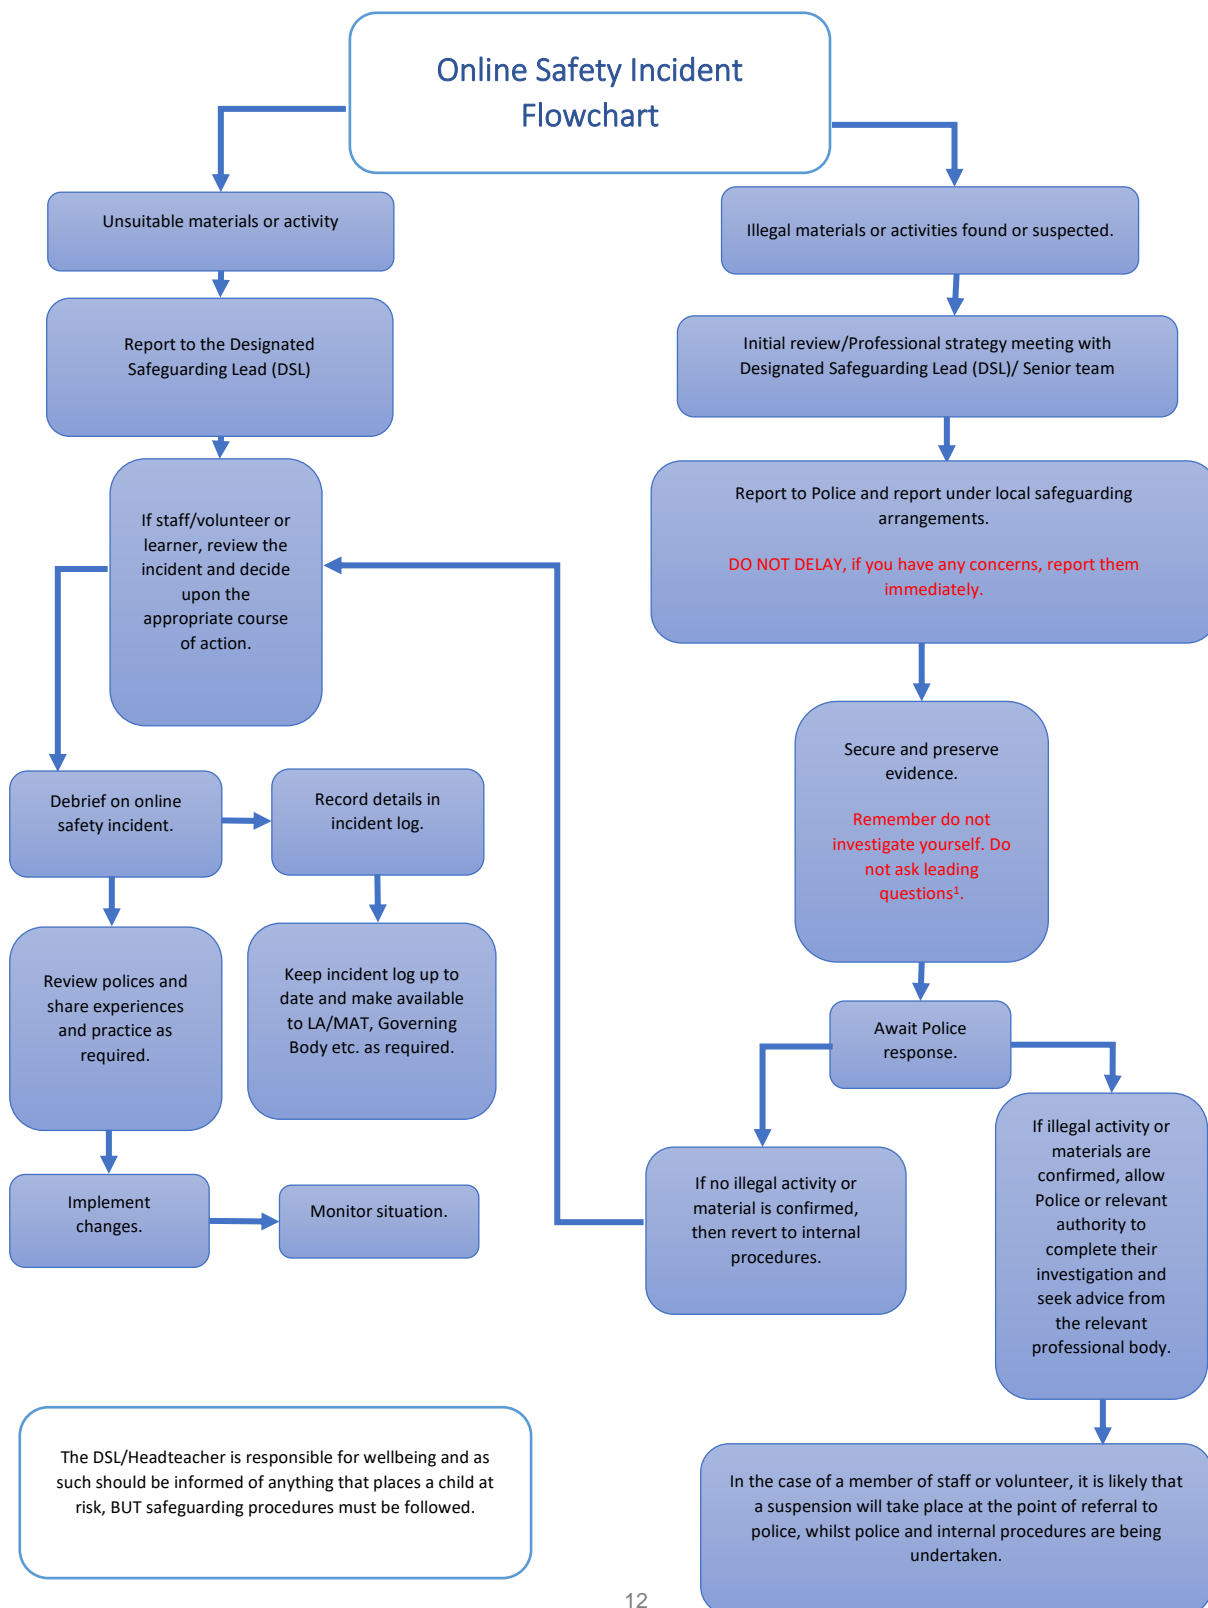 Online Safety Incident
Flowchart
Unsuitable materials or activity
Report to the Designated
Safeguarding Lead (DSL)
If staff/volunteer or
learner, review the
incident and decide
upon the
appropriate course
of action.
Debrief on online
safety incident.
Record details in
incident log.
Review polices and
share experiences
and practice as
required.
Keep incident log up to
date and make available
to LA/MAT, Governing
Body etc. as required.
Implement
changes.
Monitor situation.
Illegal materials or activities found or suspected.
Initial review/Professional strategy meeting with
Designated Safeguarding Lead (DSL)/ Senior team
Report to Police and report under local safeguarding
arrangements.
DO NOT DELAY, if you have any concerns, report them
immediately.
Secure and preserve
evidence.
Remember do not
investigate yourself. Do
not ask leading
questions¹.
Await Police
response.
If no illegal activity or
material is confirmed,
then revert to internal
procedures.
If illegal activity or
materials are
confirmed, allow
Police or relevant
authority to
complete their
investigation and
seek advice from
the relevant
professional body.
In the case of a member of staff or volunteer, it is likely that
a suspension will take place at the point of referral to
police, whilst police and internal procedures are being
undertaken.
The DSL/Headteacher is responsible for wellbeing and as
such should be informed of anything that places a child at
risk, BUT safeguarding procedures must be followed.
12